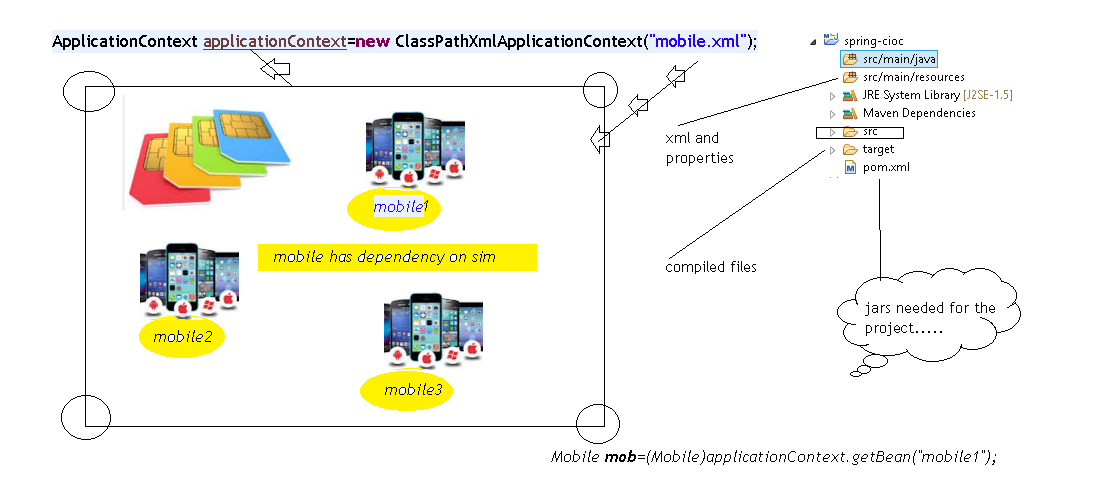 ApplicationContext applicationContext=new ClassPathXmlApplicationContext("mobile.xml");
spring-cioc
src/main/java
src/main/resources
JRE System Library [J2SE-1.5]
Maven Dependencies
src
target
pom.xml
xml and
properties
compiled files
jars needed for the
project.....
mobile1
mobile has dependency on sim
mobile2
mobile3
Mobile mob=(Mobile)applicationContext.getBean("mobile1");